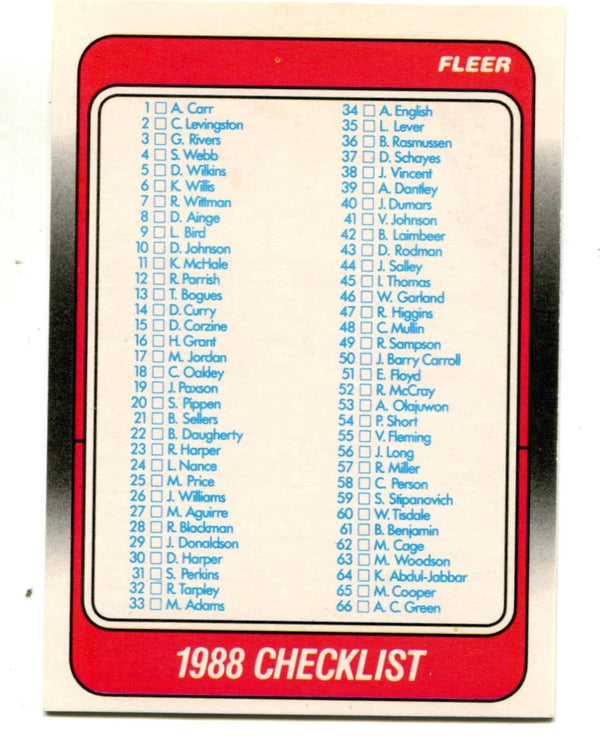 FLEER
1 A. Carr
2 C. Levingston
3 G. Rivers
4 S. Webb
5 D. Wilkins
6 K. Willis
7 R. Wittman
8 D. Ainge
9 L. Bird
10 D. Johnson
11 K. McHale
12 R. Parrish
13 T. Bogues
14 D. Curry
15 D. Corzine
16 H. Grant
17 M. Jordan
18 C. Oakley
19 J. Paxson
20 S. Pippen
21 B. Sellers
22 B. Daugherty
23 R. Harper
24 L. Nance
25 M. Price
26 J. Williams
27 M. Aguirre
28 R. Blackman
29 J. Donaldson
30 D. Harper
31 S. Perkins
32 R. Tarpley
33 M. Adams
34 A. English
35 L. Lever
36 B. Rasmussen
37 D. Schayes
38 J. Vincent
39 A. Dantley
40 J. Dumars
41 V. Johnson
42 B. Laimbeer
43 D. Rodman
44 J. Salley
45 I. Thomas
46 W. Garland
47 R. Higgins
48 C. Mullin
49 R. Sampson
50 J. Barry Carroll
51 E. Floyd
52 R. McCray
53 A. Olajuwon
54 P. Short
55 V. Fleming
56 J. Long
57 R. Miller
58 C. Person
59 S. Stipanovich
60 W. Tisdale
61 B. Benjamin
62 M. Cage
63 M. Woodson
64 K. Abdul-Jabbar
65 M. Cooper
66 A. C. Green
1988 CHECKLIST